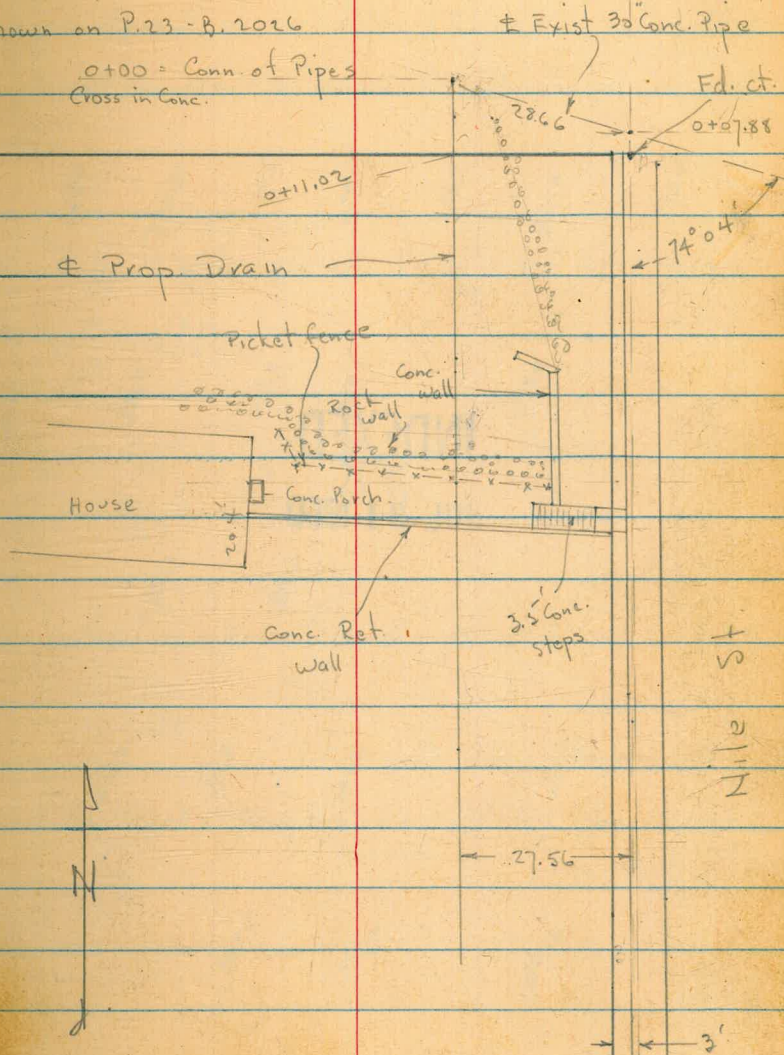 nown on P.23-B.2026
℄ Exist 30" Conc. Pipe
0+00 = Conn of Pipes
Cross in Conc.
Fd. ct.
28.66
0+07.88
0+11.02
74° 04'
℄ Prop. Drain
Picket fence
Conc. wall
Rock wall
House
Conc. Porch
Conc. Ret. wall
3.5' Conc. steps
St.
N
27.56
3'